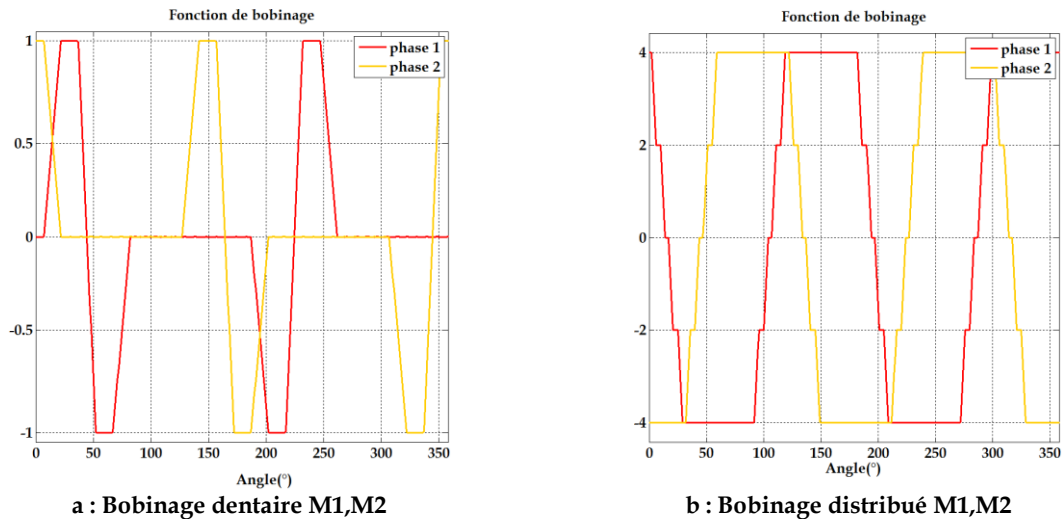 Fonction de bobinage
1
0.5
0
-0.5
-1
phase 1
phase 2
0 50 100 150 200 250 300 350
Angle(°)
a : Bobinage dentaire M1,M2
Fonction de bobinage
4
2
0
-2
-4
phase 1
phase 2
0 50 100 150 200 250 300 350
Angle(°)
b : Bobinage distribué M1,M2